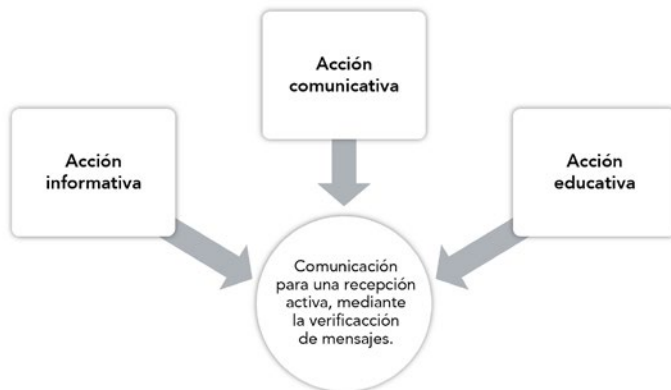 Acción
comunicativa
Acción
informativa
Acción
educativa
Comunicación
para una recepción
activa, mediante
la verificacción
de mensajes.